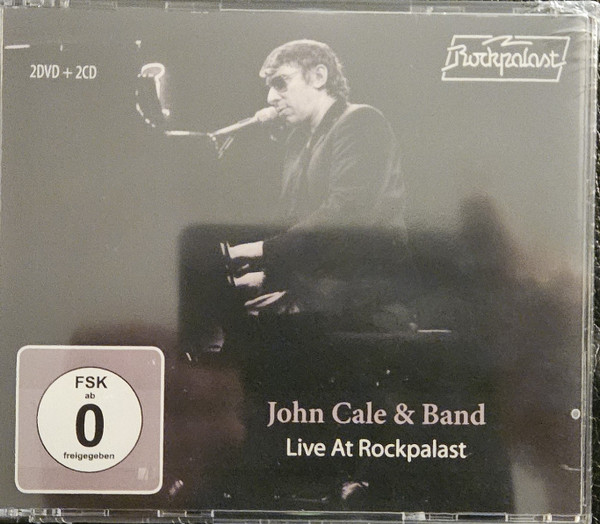 2DVD + 2CD
Rockpalast
John Cale & Band
Live At Rockpalast
FSK
ab
0
freigegeben